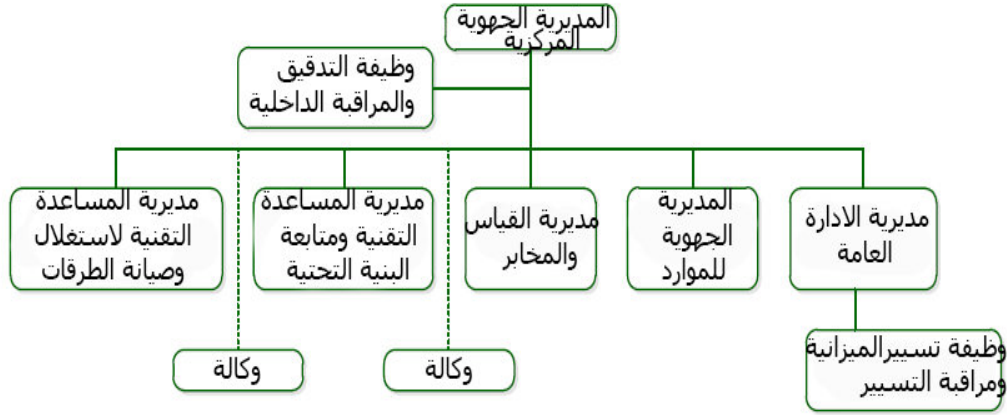 المديرية الجهوية
المركزية
وظيفة التدقيق
والمراقبة الداخلية
مديرية الادارة
العامة
المديرية
الجهوية
للموارد
مديرية القياس
والمخابر
مديرية المساعدة
التقنية ومتابعة
البنية التحتية
مديرية المساعدة
التقنية لاستغلال
وصيانة الطرقات
وظيفة تسييرالميزانية
ومراقبة التسيير
وكالة
وكالة